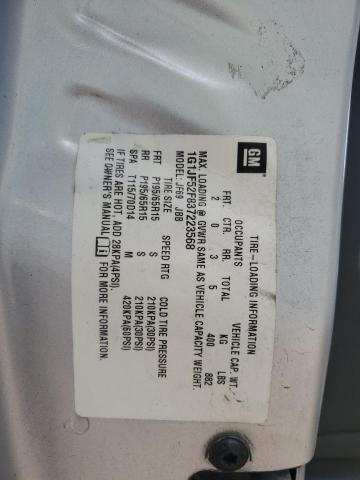 GM
TIRE-LOADING INFORMATION
OCCUPANTS VEHICLE CAP. WT.
FRT CTR. RR. TOTAL KG LBS
2 0 3 5 400 882
MAX. LOADING @ GVWR SAME AS VEHICLE CAPACITY WEIGHT.
1G1JF52F837223568
MODEL: JF69 JBB
TIRE SIZE SPEED RTG COLD TIRE PRESSURE
FRT P195/65R15 S 210KPA(30PSI)
RR P195/65R15 S 210KPA(30PSI)
SPA T115/70D14 M 420KPA(60PSI)
IF TIRES ARE HOT, ADD 28KPA(4PSI).
SEE OWNER'S MANUAL i FOR MORE INFORMATION.